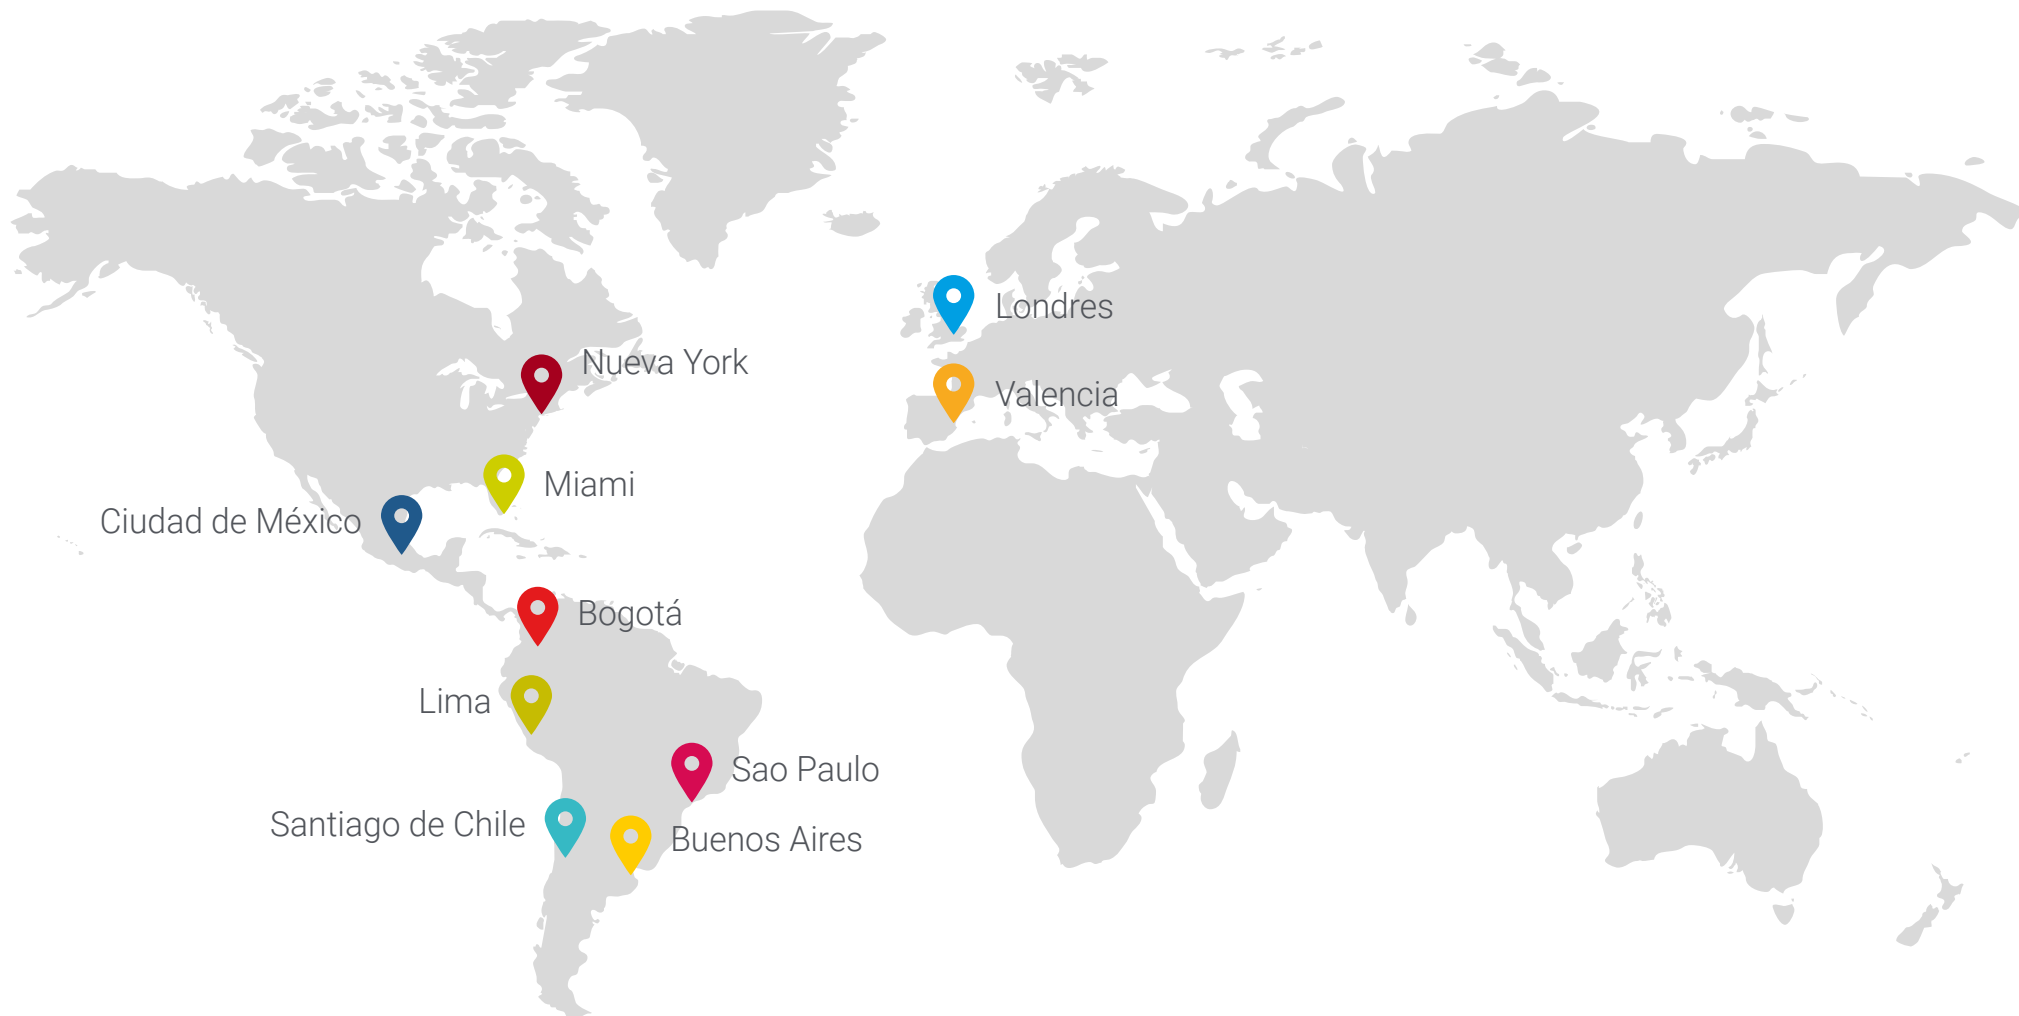 Londres
Nueva York
Valencia
Miami
Ciudad de México
Bogotá
Lima
Sao Paulo
Santiago de Chile
Buenos Aires